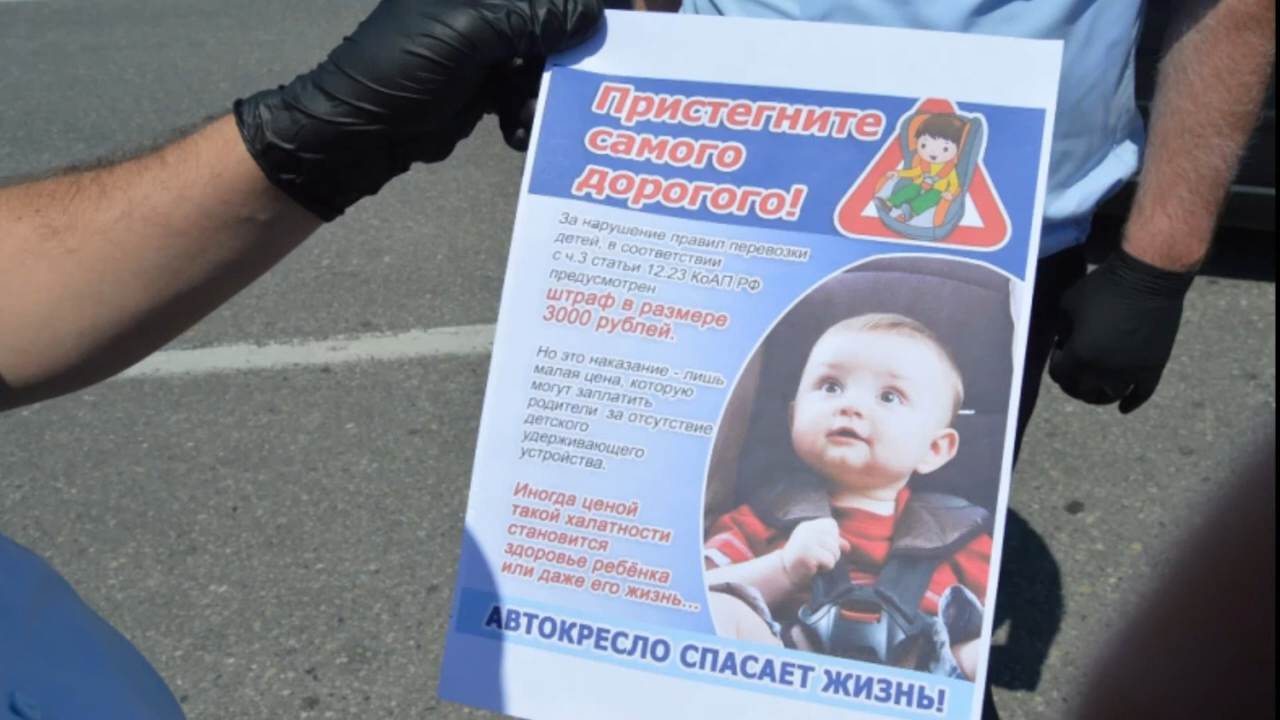 Пристегните
самого
дорогого!
За нарушение правил перевозки
детей, в соответствии
с ч.3 статьи 12.23 КоАП РФ
предусмотрен
штраф в размере
3000 рублей.
Но это наказание - лишь
малая цена, которую
могут заплатить
родители за отсутствие
детского
удерживающего
устройства.
Иногда ценой
такой халатности
становится
здоровье ребёнка
или даже его жизнь...
АВТОКРЕСЛО СПАСАЕТ ЖИЗНЬ!